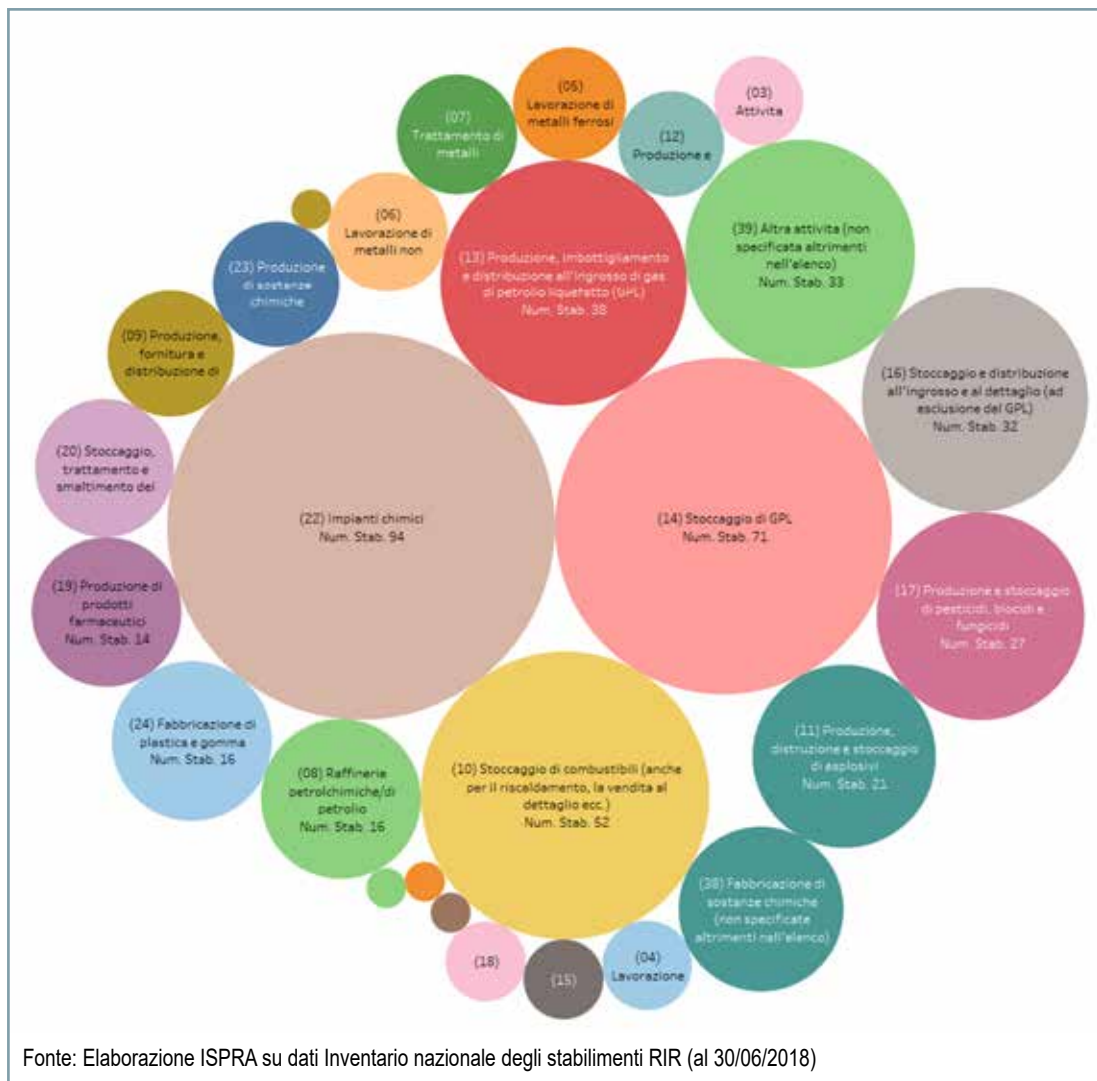 (05)
Lavorazione di
metalli ferrosi
(03)
Attivita
(07)
Trattamento di
metalli
(12)
Produzione e
(06)
Lavorazione di
metalli non
(39) Altra attivita (non
specificata altrimenti
nell'elenco)
Num. Stab. 33
(13) Produzione, imbottigliamento
e distribuzione all'ingrosso di gas
di petrolio liquefatto (GPL)
Num. Stab. 38
(23) Produzione
di sostanze
chimiche
(09) Produzione,
fornitura e
distribuzione di
(16) Stoccaggio e distribuzione
all'ingrosso e al dettaglio (ad
esclusione del GPL)
Num. Stab. 32
(20) Stoccaggio,
trattamento e
smaltimento dei
(22) Impianti chimici
Num. Stab. 94
(14) Stoccaggio di GPL
Num. Stab. 71
(19) Produzione di
prodotti
farmaceutici
Num. Stab. 14
(17) Produzione e stoccaggio
di pesticidi, biocidi e
fungicidi
Num. Stab. 27
(24) Fabbricazione di
plastica e gomma
Num. Stab. 16
(11) Produzione,
distruzione e stoccaggio
di esplosivi
Num. Stab. 21
(08) Raffineria
petrolchimiche/di
petrolio
Num. Stab. 16
(10) Stoccaggio di combustibili (anche
per il riscaldamento, la vendita al
dettaglio ecc.)
Num. Stab. 52
(38) Fabbricazione di
sostanze chimiche
(non specificate
altrimenti nell'elenco)
(18)
(15)
(04)
Lavorazione
Fonte: Elaborazione ISPRA su dati Inventario nazionale degli stabilimenti RIR (al 30/06/2018)